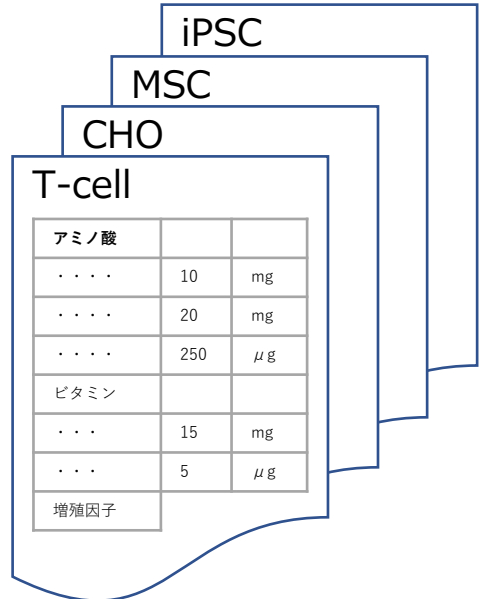 iPSC
MSC
CHO
T-cell
アミノ酸
・・・・ 10 mg
・・・・ 20 mg
・・・・ 250 μg
ビタミン
・・・ 15 mg
・・・ 5 μg
増殖因子